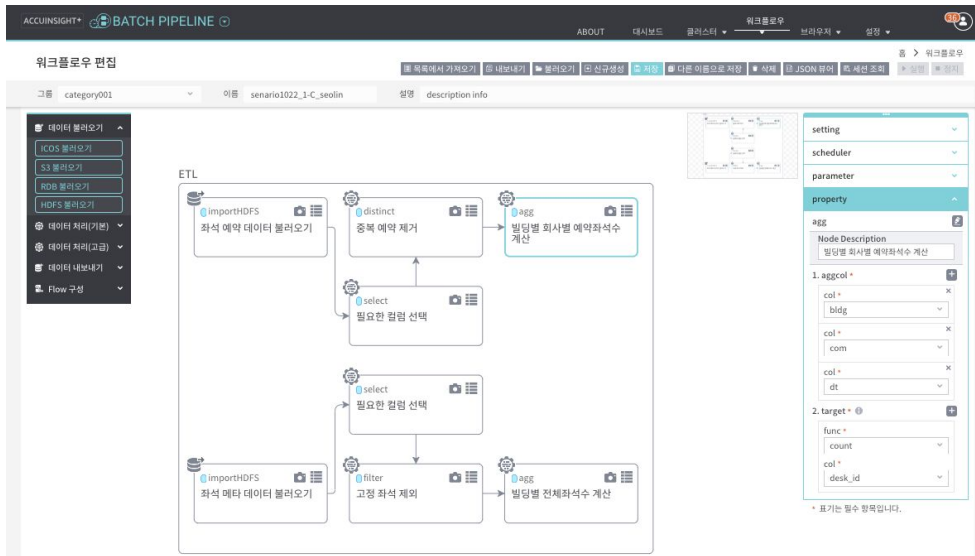 ACCUINSIGHT+ BATCH PIPELINE
ABOUT 대시보드 클러스터 워크플로우 브라우저 설정
36
홈 > 워크플로우
워크플로우 편집
목록에서 가져오기 내보내기 불러오기 신규생성 저장 다른 이름으로 저장 삭제 JSON 뷰어 세션 조회 실행 정지
그룹 category001 이름 senario1022_1-C_seolin 설명 description info
데이터 불러오기
ICOS 불러오기
S3 불러오기
RDB 불러오기
HDFS 불러오기
데이터 처리(기본)
데이터 처리(고급)
데이터 내보내기
Flow 구성
ETL
importHDFS
좌석 예약 데이터 불러오기
distinct
중복 예약 제거
agg
빌딩별 회사별 예약좌석수
계산
select
필요한 컬럼 선택
select
필요한 컬럼 선택
importHDFS
좌석 메타 데이터 불러오기
filter
고정 좌석 제외
agg
빌딩별 전체좌석수 계산
setting
scheduler
parameter
property
agg
Node Description
빌딩별 회사별 예약좌석수 계산
1. aggcol *
col *
bldg
col *
com
col *
dt
2. target *
func *
count
col *
desk_id
* 표기는 필수 항목입니다.